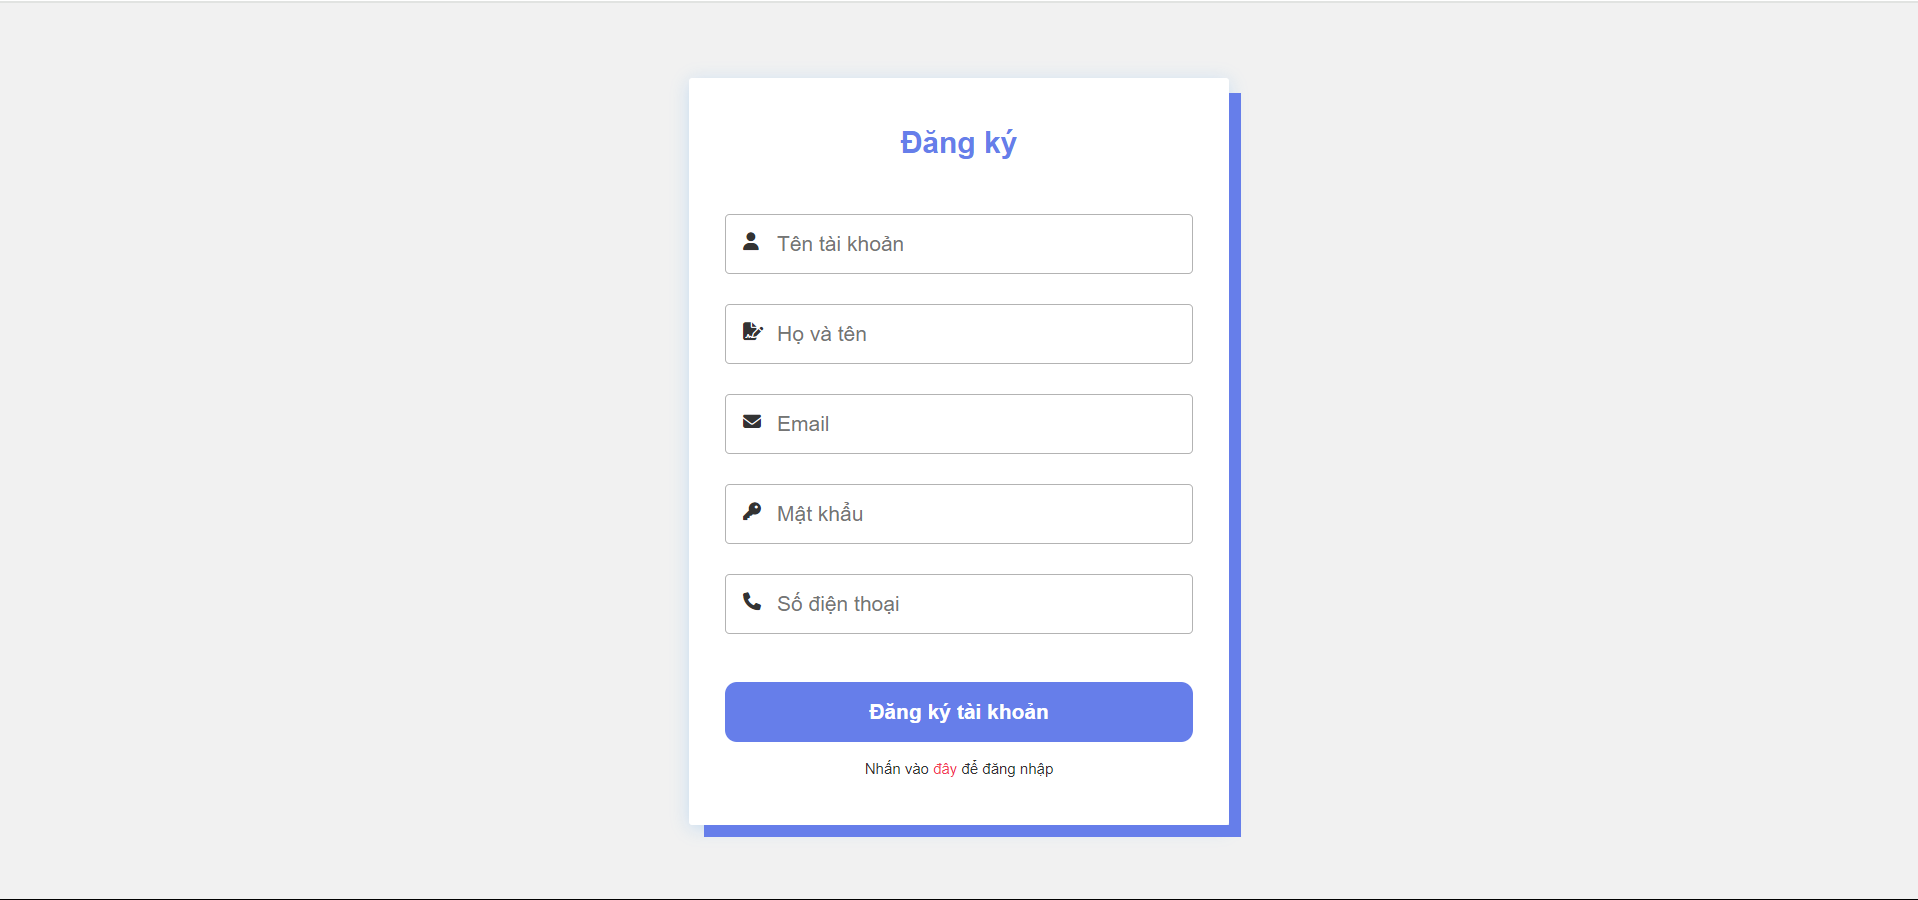 Đăng ký
Tên tài khoản
Họ và tên
Email
Mật khẩu
Số điện thoại
Đăng ký tài khoản
Nhấn vào đây để đăng nhập